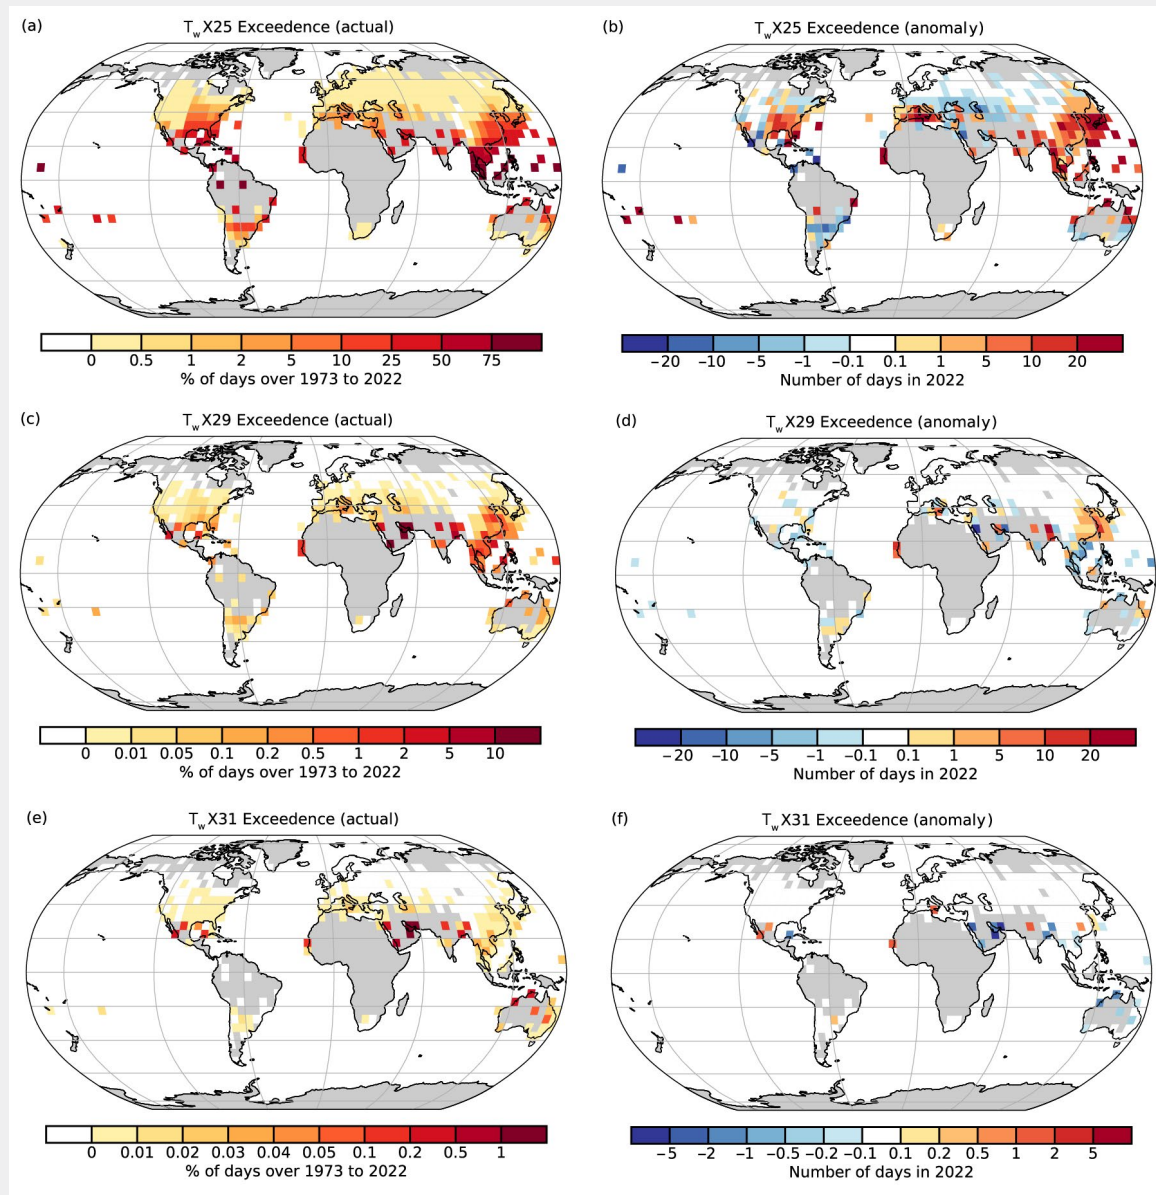 (a)
TwX25 Exceedence (actual)
0 0.5 1 2 5 10 25 50 75
% of days over 1973 to 2022
(b)
TwX25 Exceedence (anomaly)
−20 −10 −5 −1 −0.1 0.1 1 5 10 20
Number of days in 2022
(c)
TwX29 Exceedence (actual)
0 0.01 0.05 0.1 0.2 0.5 1 2 5 10
% of days over 1973 to 2022
(d)
TwX29 Exceedence (anomaly)
−20 −10 −5 −1 −0.1 0.1 1 5 10 20
Number of days in 2022
(e)
TwX31 Exceedence (actual)
0 0.01 0.02 0.03 0.04 0.05 0.1 0.2 0.5 1
% of days over 1973 to 2022
(f)
TwX31 Exceedence (anomaly)
−5 −2 −1 −0.5 −0.2 −0.1 0.1 0.2 0.5 1 2 5
Number of days in 2022